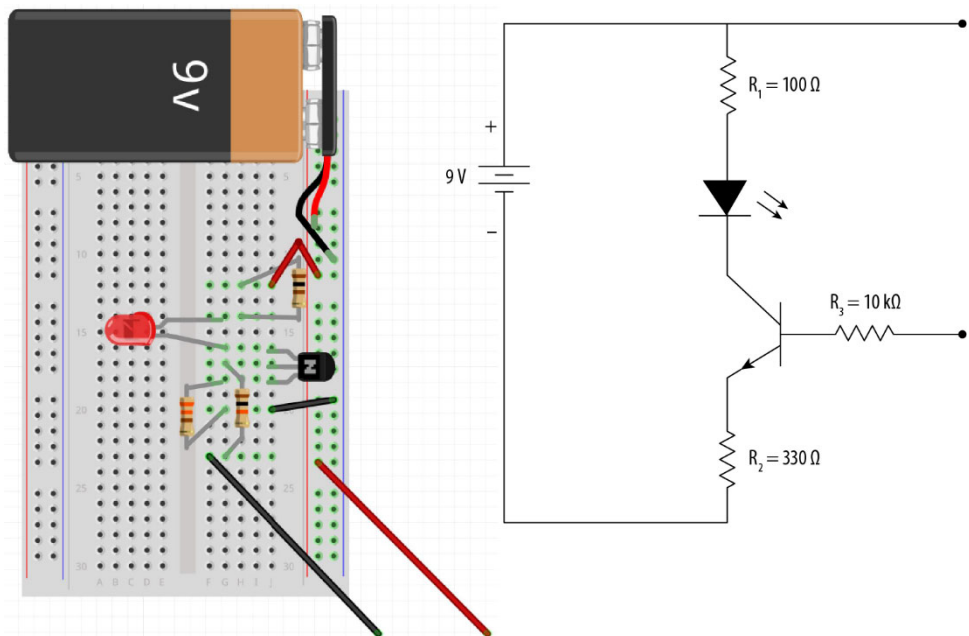 9v
5 5
10 10
15 15
N
20 20
25 25
30 30
A B C D E F G H I J
R1 = 100 Ω
+
9 V
−
R3 = 10 kΩ
R2 = 330 Ω